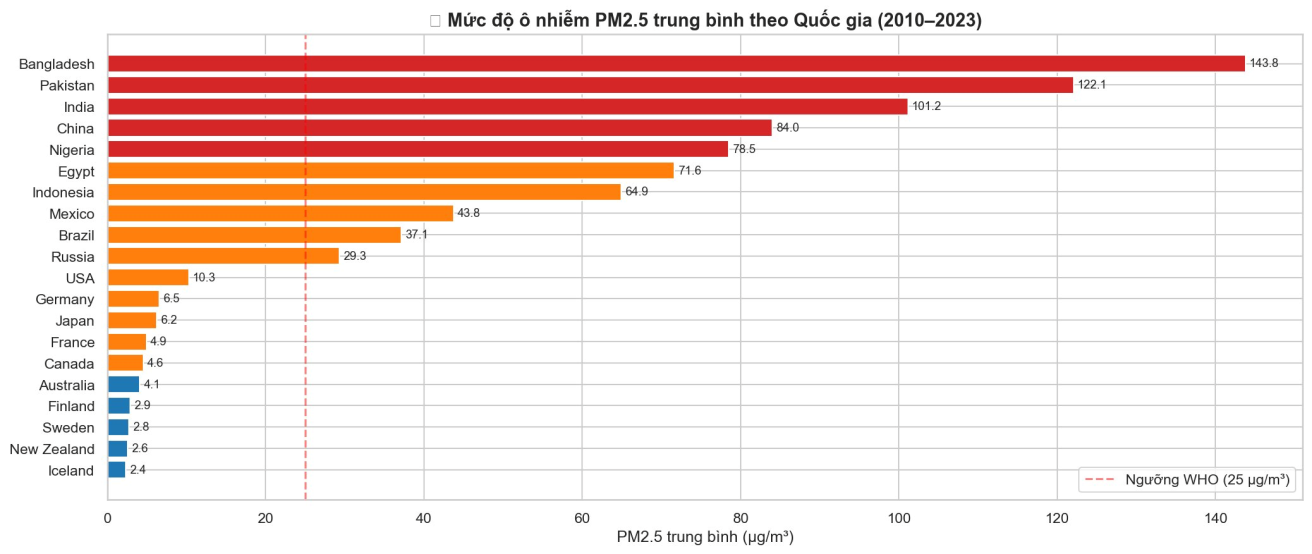 Mức độ ô nhiễm PM2.5 trung bình theo Quốc gia (2010–2023)
Bangladesh 143.8
Pakistan 122.1
India 101.2
China 84.0
Nigeria 78.5
Egypt 71.6
Indonesia 64.9
Mexico 43.8
Brazil 37.1
Russia 29.3
USA 10.3
Germany 6.5
Japan 6.2
France 4.9
Canada 4.6
Australia 4.1
Finland 2.9
Sweden 2.8
New Zealand 2.6
Iceland 2.4
Ngưỡng WHO (25 µg/m³)
0 20 40 60 80 100 120 140
PM2.5 trung bình (µg/m³)